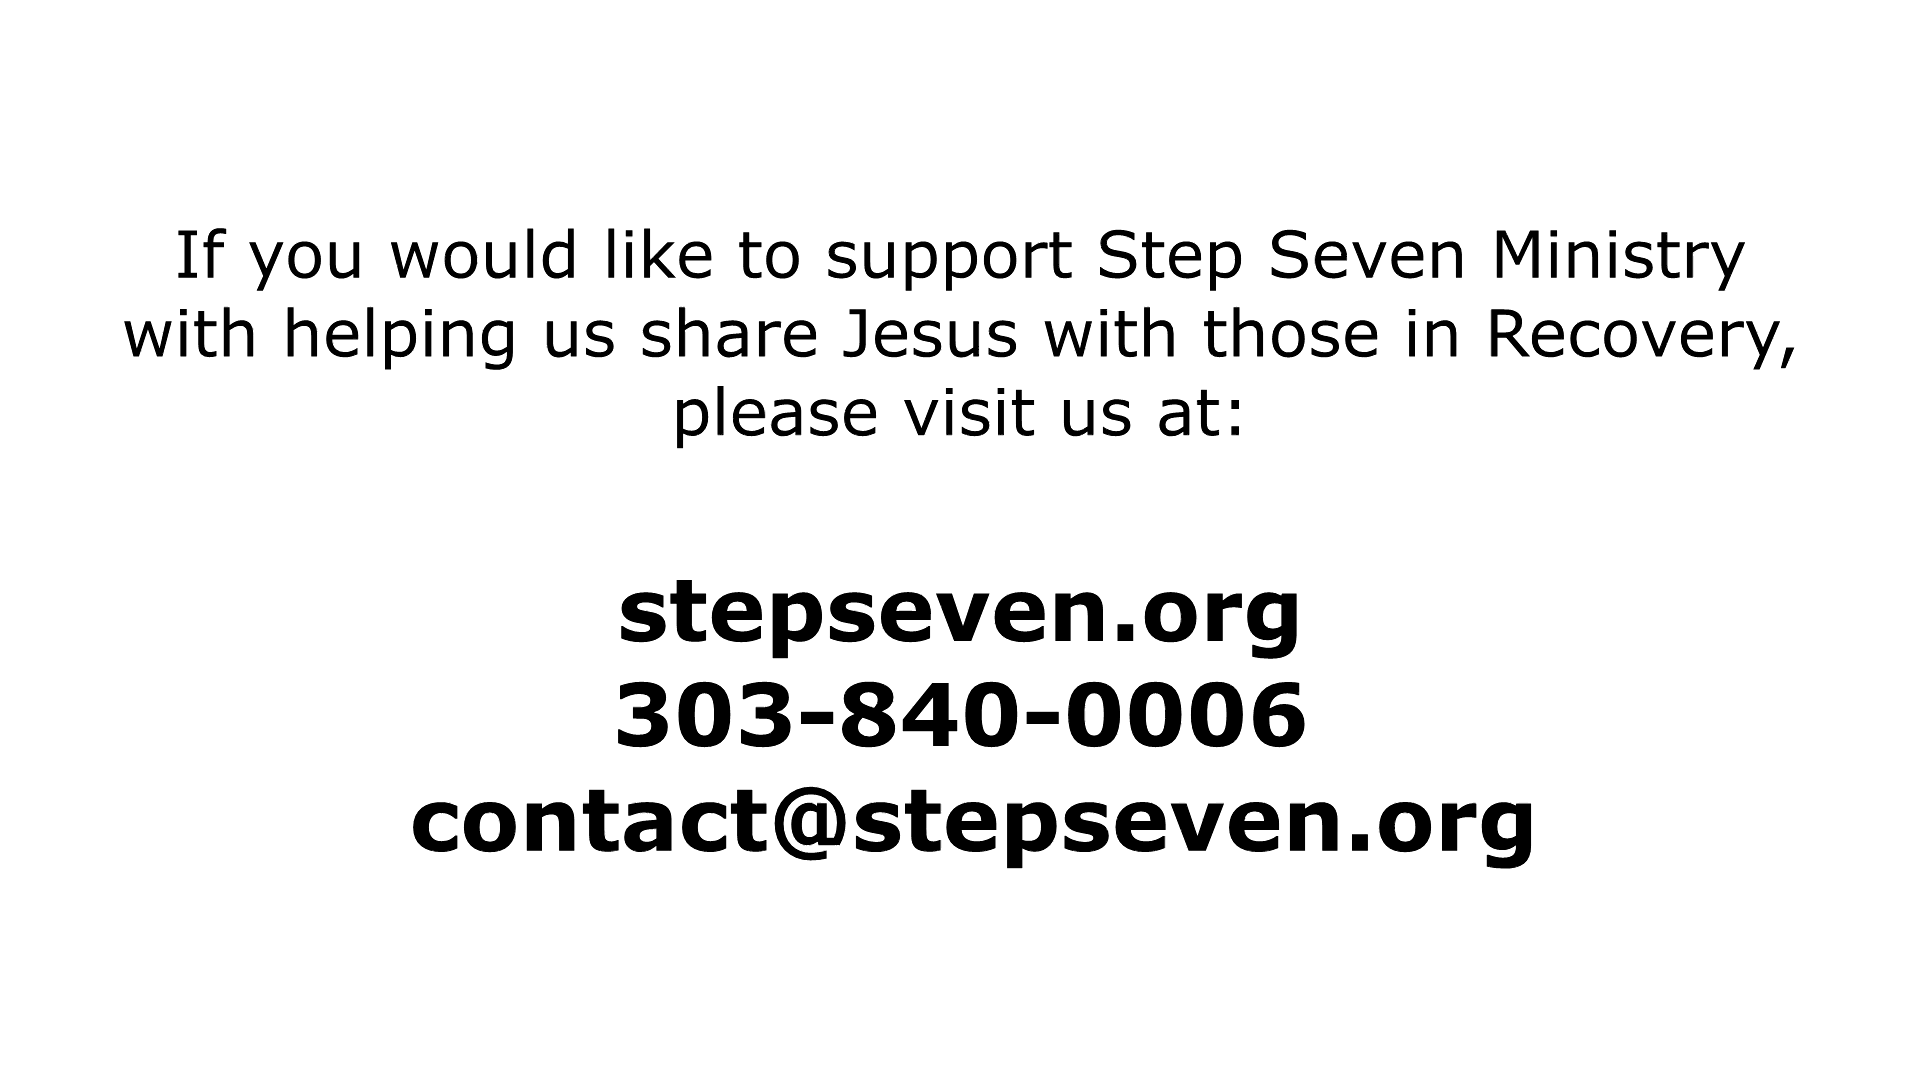 If you would like to support Step Seven Ministry
with helping us share Jesus with those in Recovery,
please visit us at:
stepseven.org
303-840-0006
contact@stepseven.org